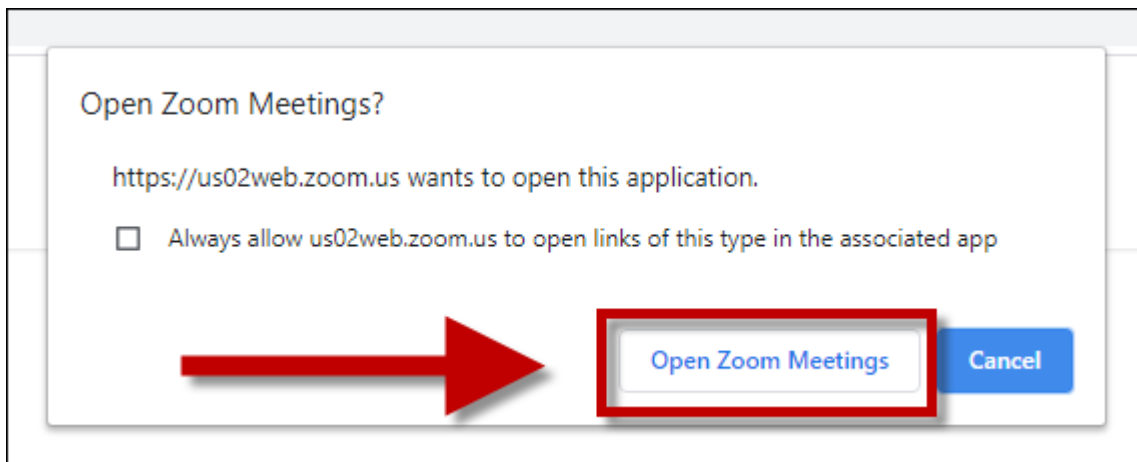 Open Zoom Meetings?
https://us02web.zoom.us wants to open this application.
Always allow us02web.zoom.us to open links of this type in the associated app
Open Zoom Meetings
Cancel